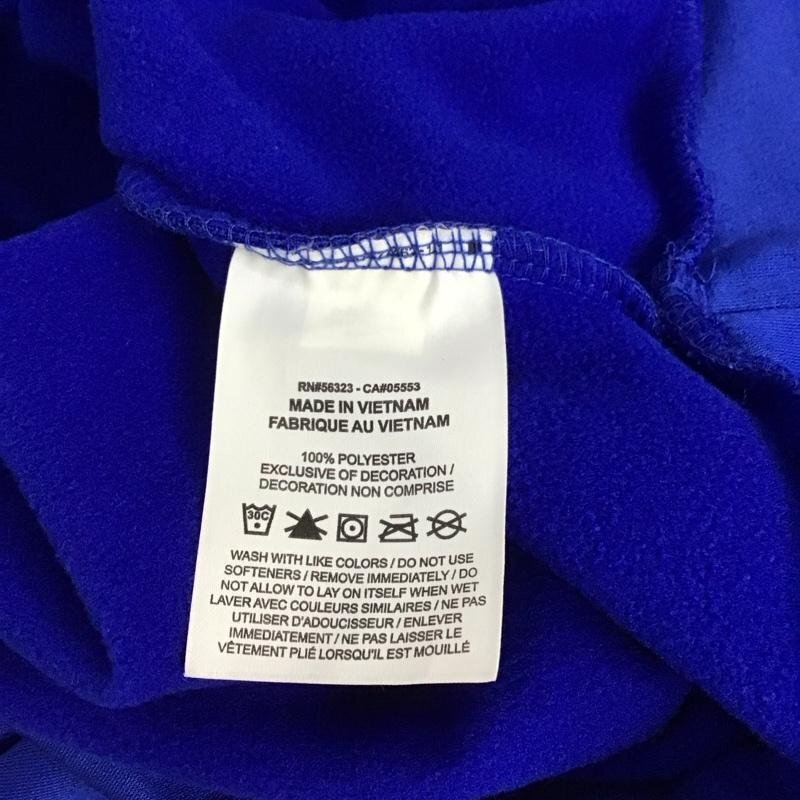 RN#56323 - CA#05553
MADE IN VIETNAM
FABRIQUE AU VIETNAM
100% POLYESTER
EXCLUSIVE OF DECORATION /
DECORATION NON COMPRISE
30C
WASH WITH LIKE COLORS / DO NOT USE
SOFTENERS / REMOVE IMMEDIATELY / DO
NOT ALLOW TO LAY ON ITSELF WHEN WET
LAVER AVEC COULEURS SIMILAIRES / NE PAS
UTILISER D'ADOUCISSEUR / ENLEVER
IMMEDIATEMENT / NE PAS LAISSER LE
VÊTEMENT PLIÉ LORSQU'IL EST MOUILLÉ